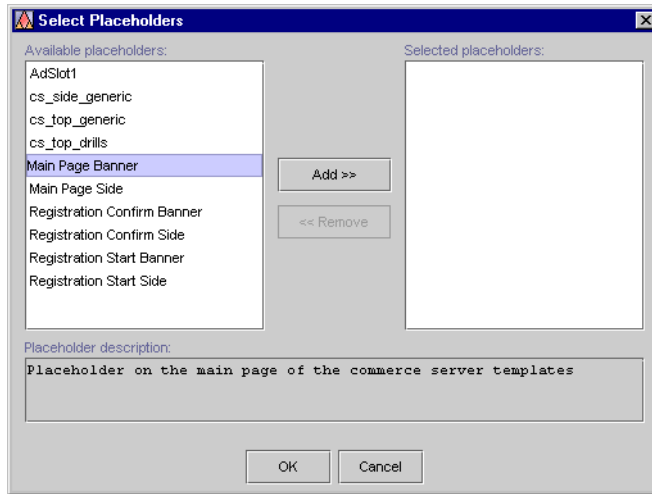 Select Placeholders
Available placeholders:
Selected placeholders:
AdSlot1
cs_side_generic
cs_top_generic
cs_top_drills
Main Page Banner
Main Page Side
Registration Confirm Banner
Registration Confirm Side
Registration Start Banner
Registration Start Side
Add >>
<< Remove
Placeholder description:
Placeholder on the main page of the commerce server templates
OK
Cancel